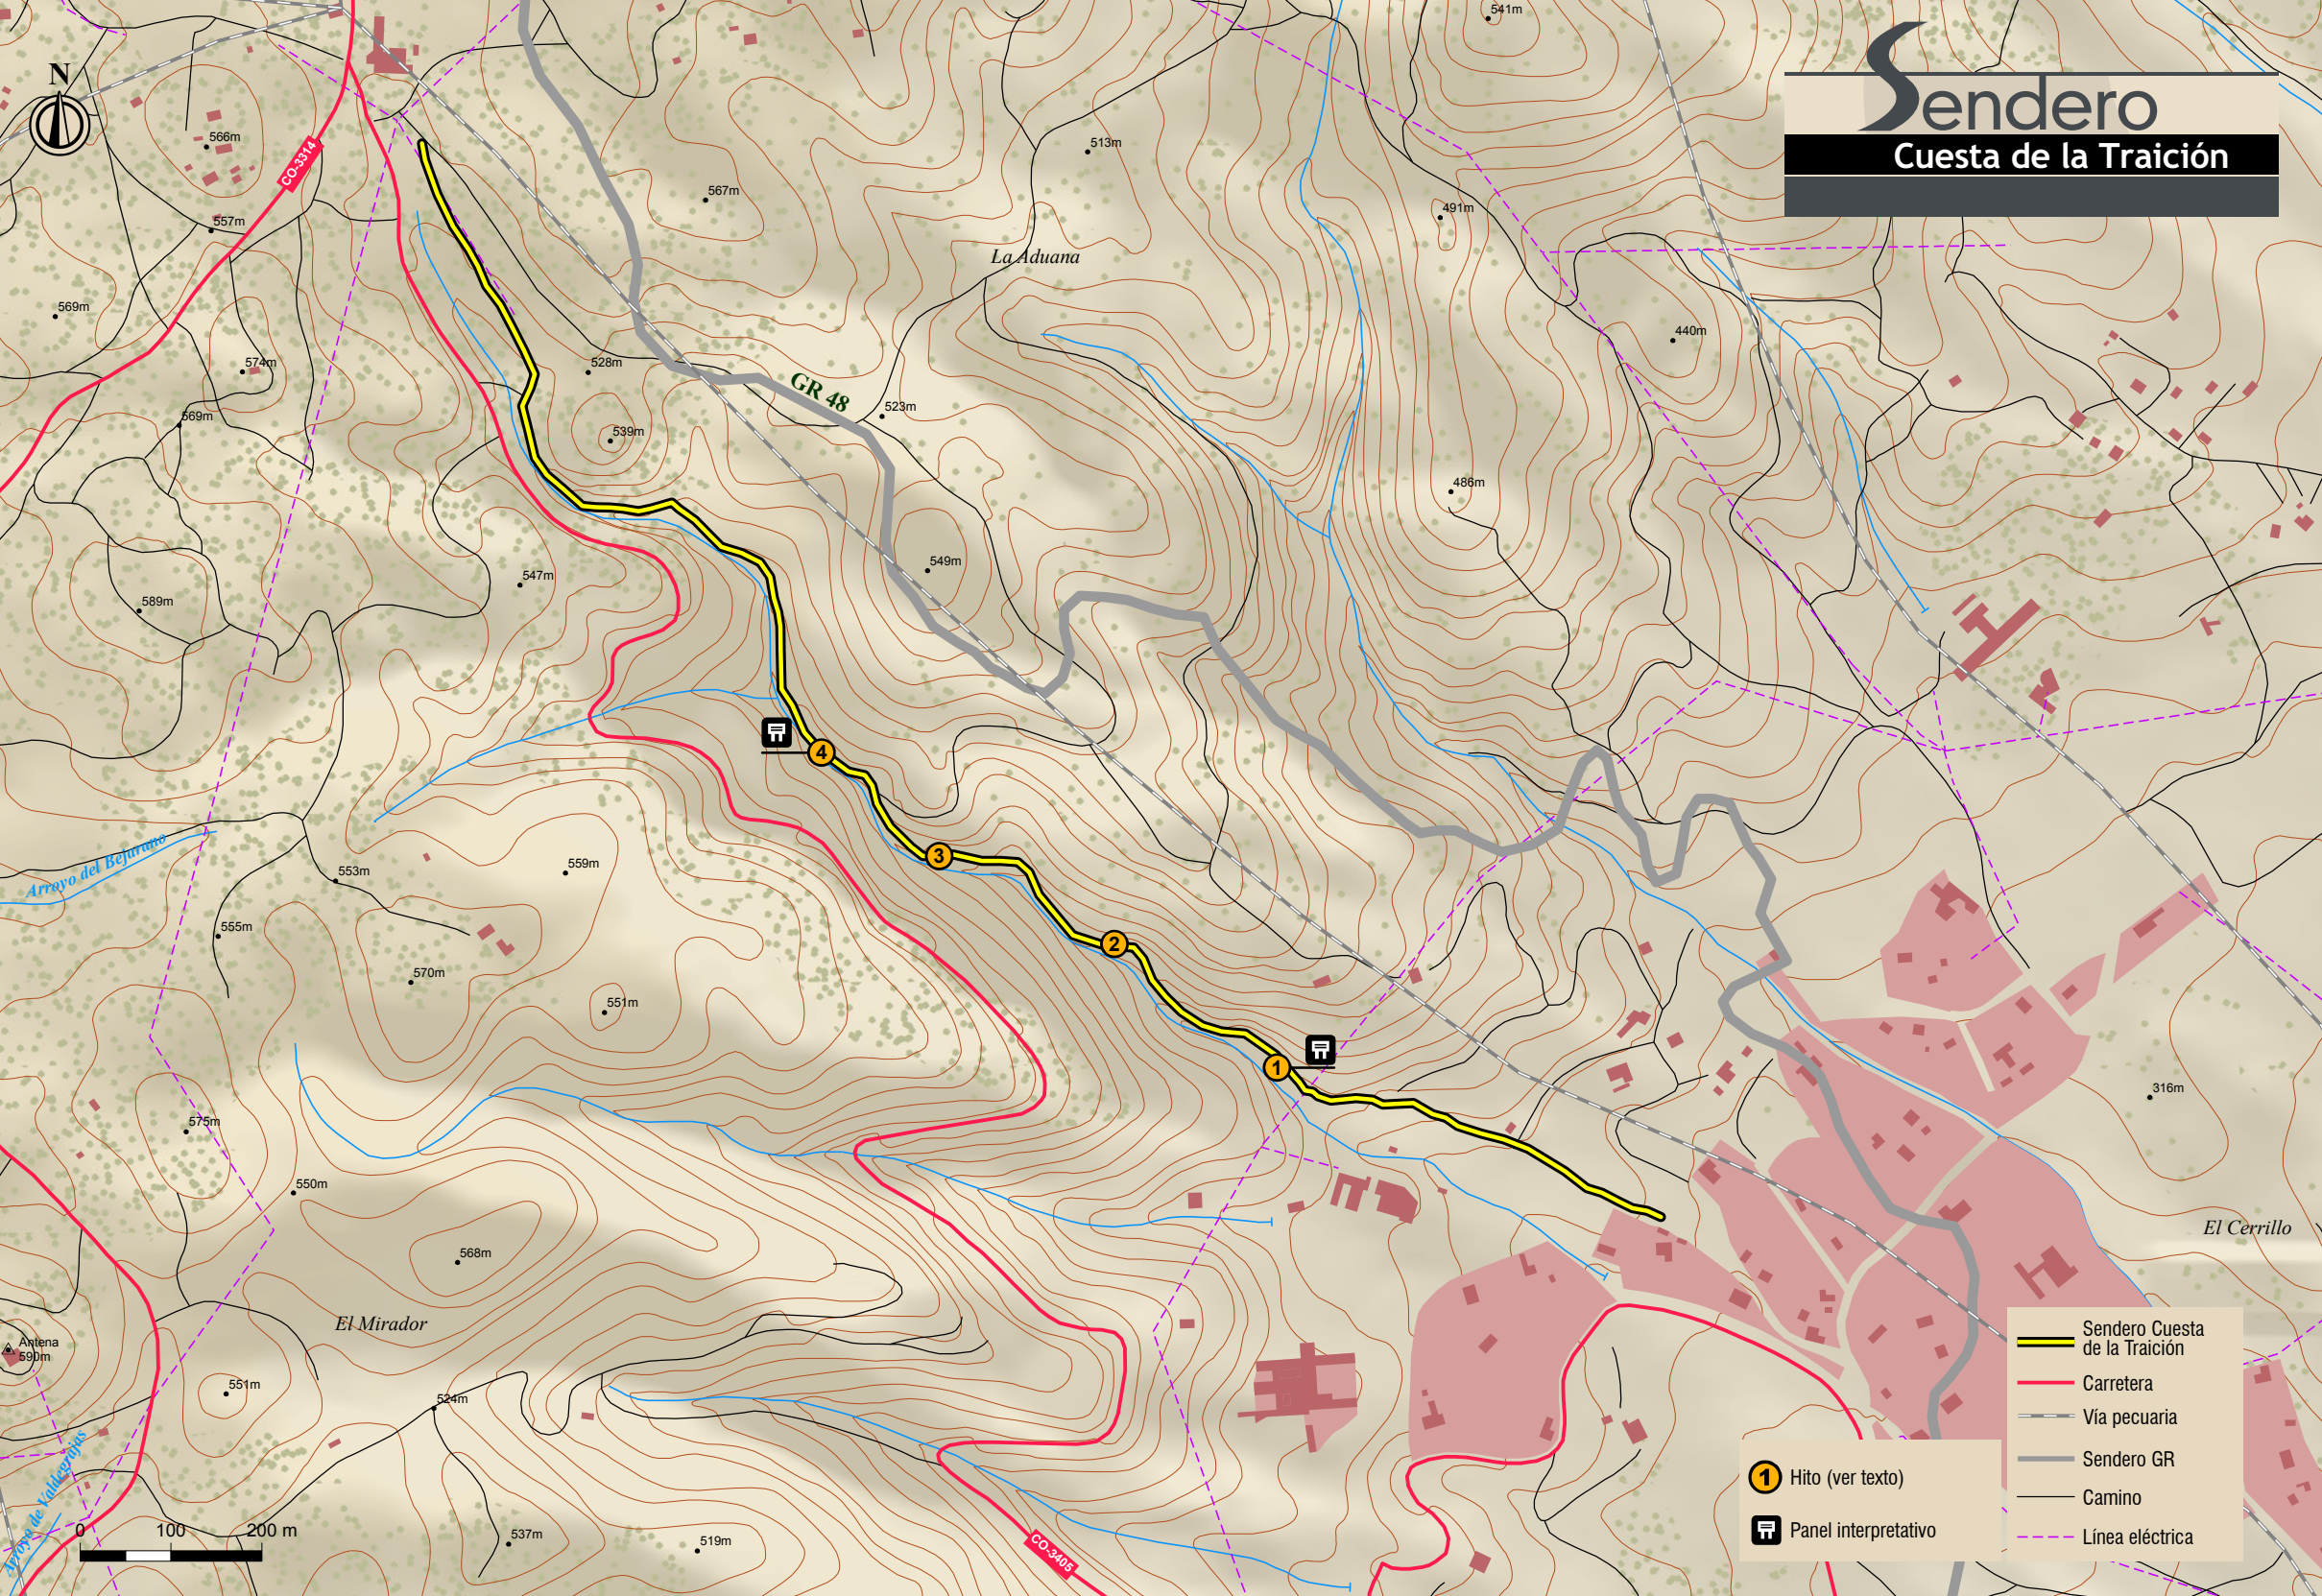 541m
N
Sendero
Cuesta de la Traición
566m
CO-3314
513m
567m
557m
491m
La Aduana
569m
440m
574m
528m
GR 48
523m
569m
539m
486m
549m
547m
589m
4
Arroyo del Bejarano
3
553m
559m
555m
2
570m
551m
1
316m
575m
550m
El Cerrillo
568m
El Mirador
Antena
590m
551m
524m
Arroyo de Valdegrajas
537m
519m
CO-3405
0 100 200 m
Sendero Cuesta
de la Traición
Carretera
Vía pecuaria
Sendero GR
Camino
Línea eléctrica
1 Hito (ver texto)
Panel interpretativo